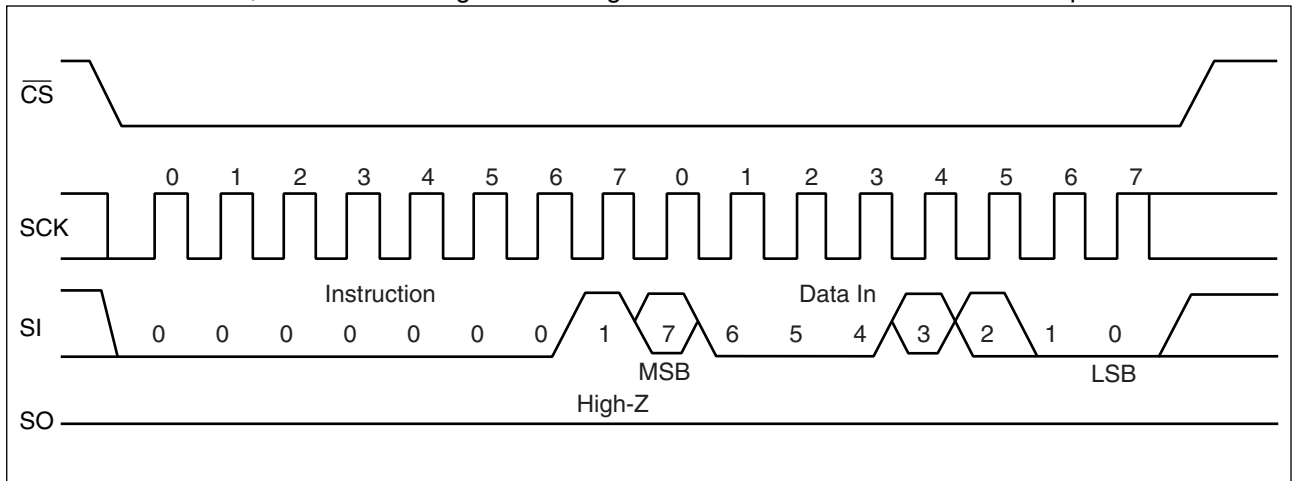 CS
0 1 2 3 4 5 6 7 0 1 2 3 4 5 6 7
SCK
Instruction Data In
SI 0 0 0 0 0 0 0 1 7 6 5 4 3 2 1 0
MSB LSB
High-Z
SO